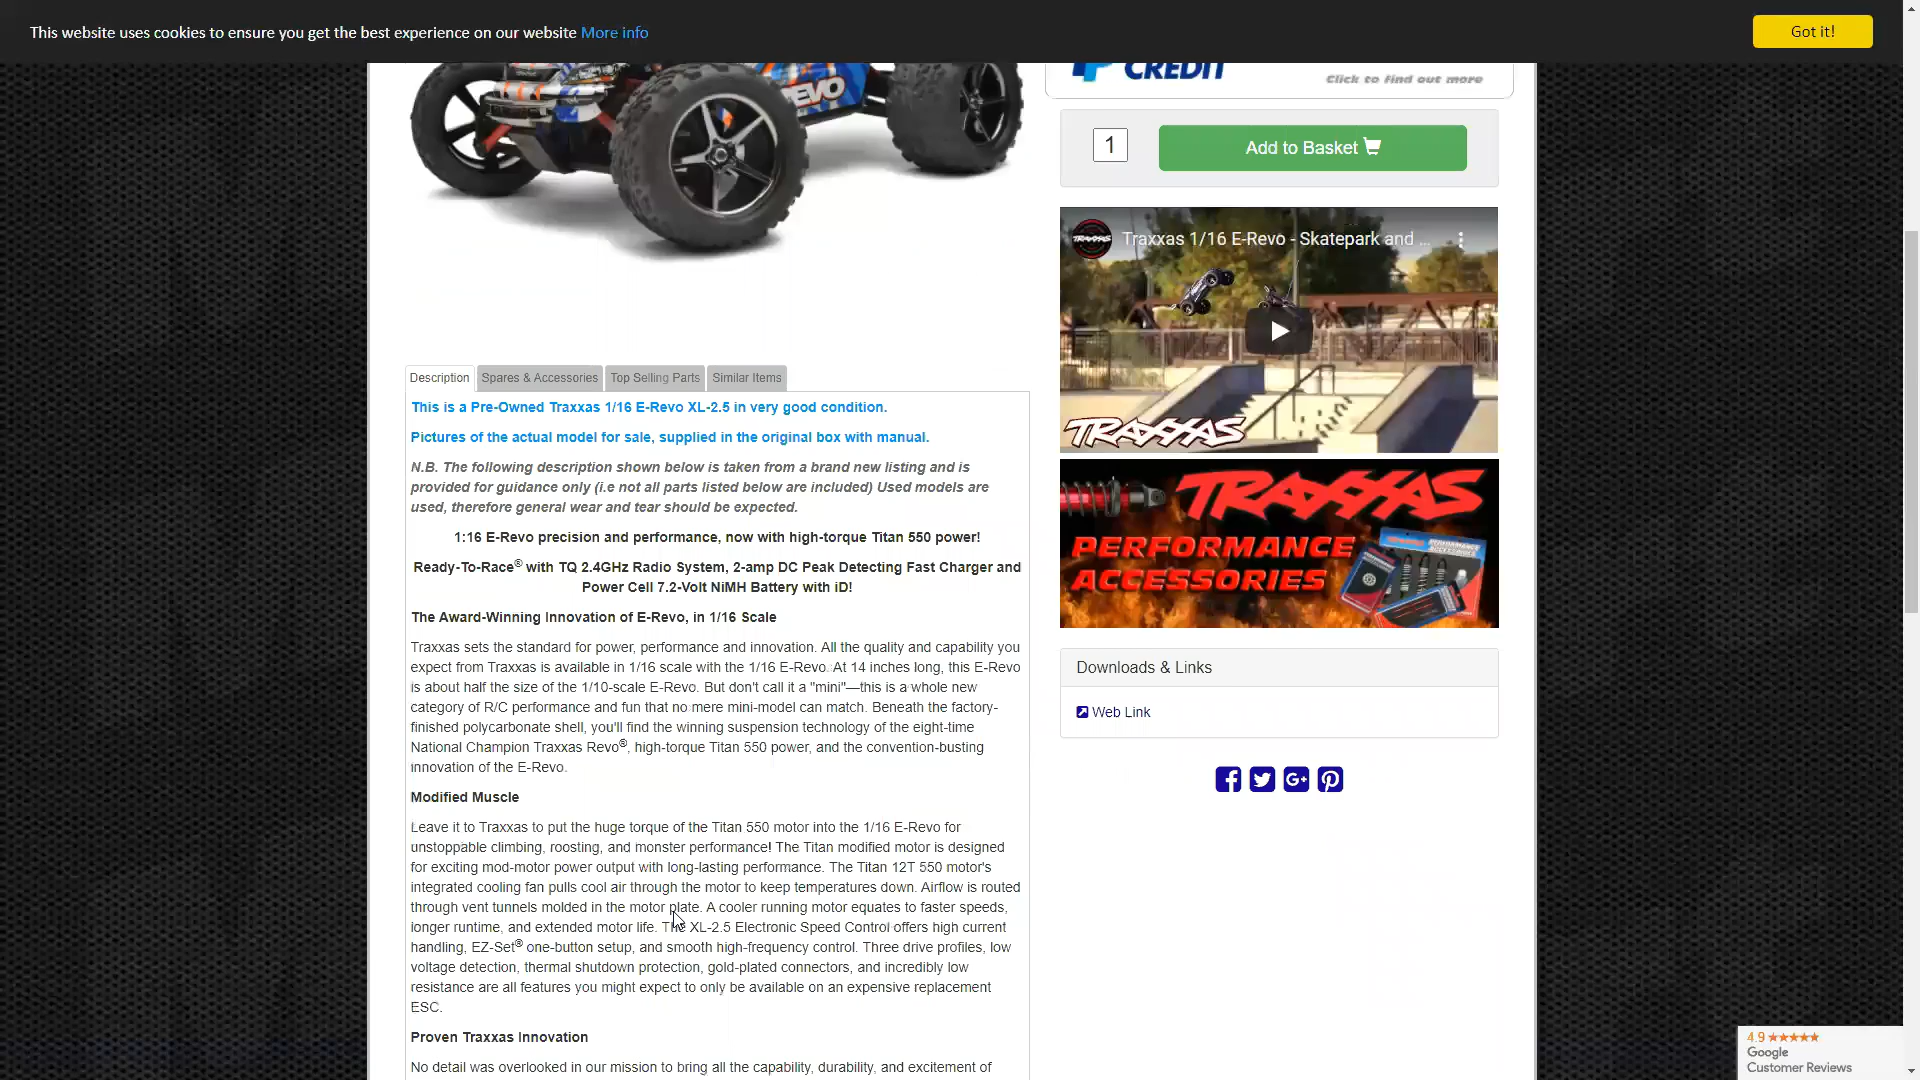 This website uses cookies to ensure you get the best experience on our website More info
Got it!
REVO
CREDIT
Click to find out more
1
Add to Basket
TRAXXAS
Traxxas 1/16 E-Revo - Skatepark and ...
TRAXXAS
TRAXXAS
PERFORMANCE
ACCESSORIES
Downloads & Links
Web Link
Description
Spares & Accessories
Top Selling Parts
Similar Items
This is a Pre-Owned Traxxas 1/16 E-Revo XL-2.5 in very good condition.
Pictures of the actual model for sale, supplied in the original box with manual.
N.B. The following description shown below is taken from a brand new listing and is
provided for guidance only (i.e not all parts listed below are included) Used models are
used, therefore general wear and tear should be expected.
1:16 E-Revo precision and performance, now with high-torque Titan 550 power!
Ready-To-Race® with TQ 2.4GHz Radio System, 2-amp DC Peak Detecting Fast Charger and
Power Cell 7.2-Volt NiMH Battery with iD!
The Award-Winning Innovation of E-Revo, in 1/16 Scale
Traxxas sets the standard for power, performance and innovation. All the quality and capability you
expect from Traxxas is available in 1/16 scale with the 1/16 E-Revo. At 14 inches long, this E-Revo
is about half the size of the 1/10-scale E-Revo. But don't call it a "mini"—this is a whole new
category of R/C performance and fun that no mere mini-model can match. Beneath the factory-
finished polycarbonate shell, you'll find the winning suspension technology of the eight-time
National Champion Traxxas Revo®, high-torque Titan 550 power, and the convention-busting
innovation of the E-Revo.
Modified Muscle
Leave it to Traxxas to put the huge torque of the Titan 550 motor into the 1/16 E-Revo for
unstoppable climbing, roosting, and monster performance! The Titan modified motor is designed
for exciting mod-motor power output with long-lasting performance. The Titan 12T 550 motor's
integrated cooling fan pulls cool air through the motor to keep temperatures down. Airflow is routed
through vent tunnels molded in the motor plate. A cooler running motor equates to faster speeds,
longer runtime, and extended motor life. The XL-2.5 Electronic Speed Control offers high current
handling, EZ-Set® one-button setup, and smooth high-frequency control. Three drive profiles, low
voltage detection, thermal shutdown protection, gold-plated connectors, and incredibly low
resistance are all features you might expect to only be available on an expensive replacement
ESC.
Proven Traxxas Innovation
No detail was overlooked in our mission to bring all the capability, durability, and excitement of
4.9
Google
Customer Reviews